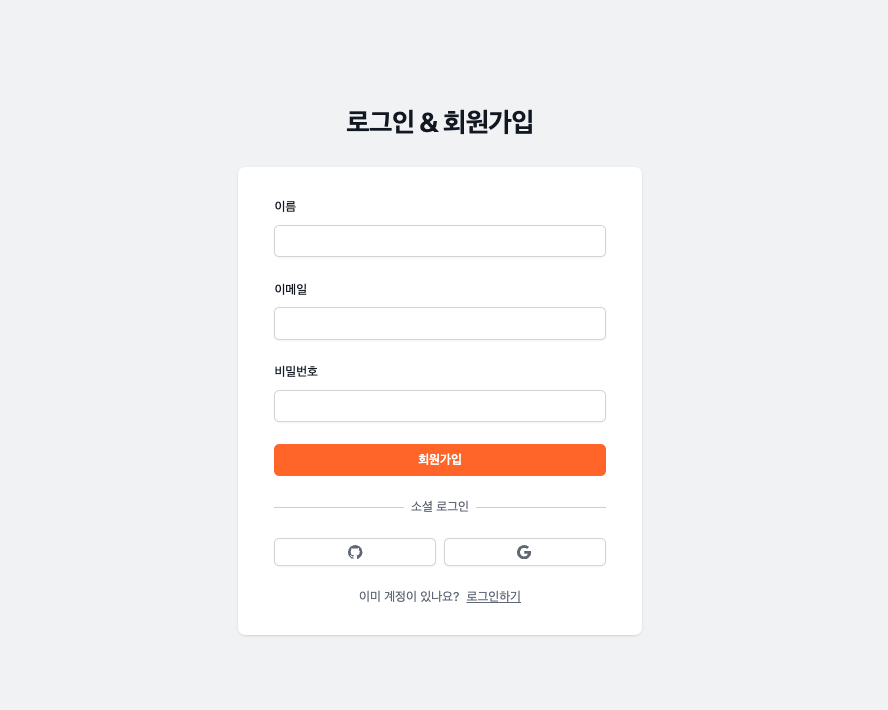 로그인 & 회원가입
이름
이메일
비밀번호
회원가입
소셜 로그인
이미 계정이 있나요? 로그인하기